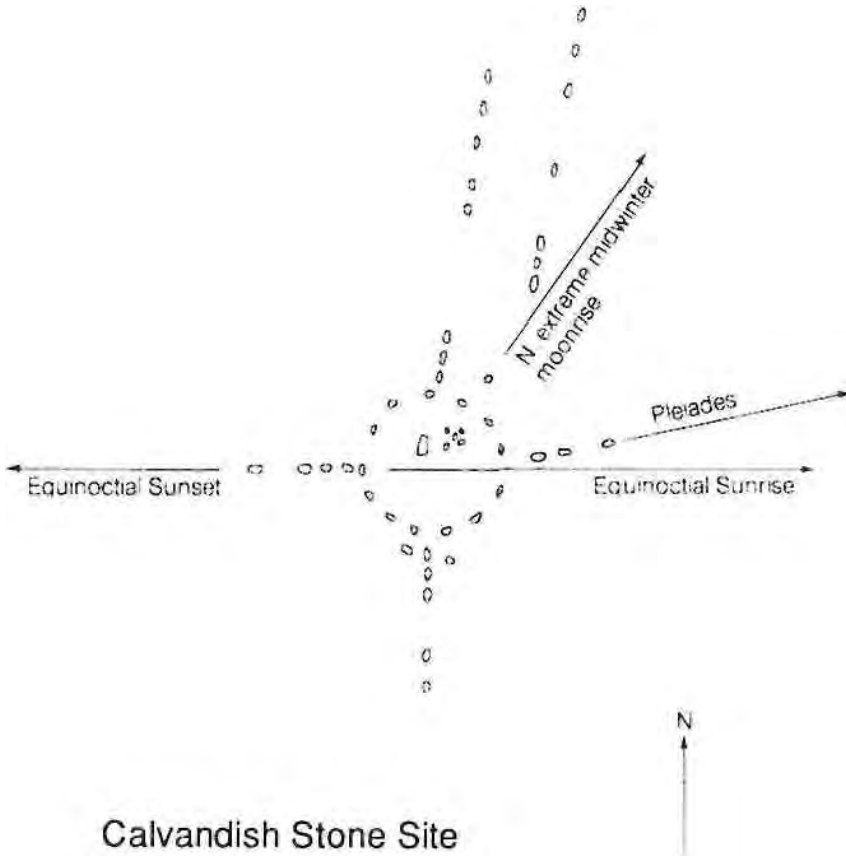 N. extreme midwinter
moonrise
Pleiades
Equinoctial Sunset
Equinoctial Sunrise
N
Calvandish Stone Site